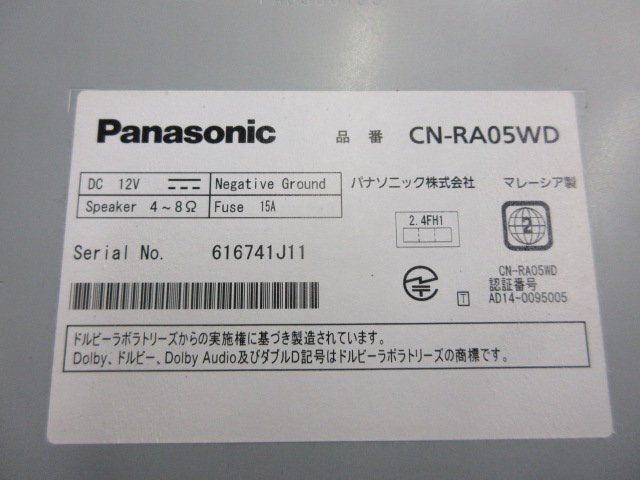 Panasonic 品 番 CN-RA05WD
DC 12V Negative Ground
Speaker 4～8Ω Fuse 15A
パナソニック株式会社 マレーシア製
2.4FH1
2
Serial No. 616741J11
CN-RA05WD
認証番号
T AD14-0095005
ドルビーラボラトリーズからの実施権に基づき製造されています。
Dolby、ドルビー、Dolby Audio及びダブルD記号はドルビーラボラトリーズの商標です。